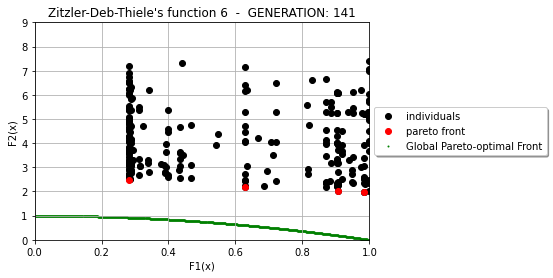 Zitzler-Deb-Thiele's function 6 - GENERATION: 141
9
8
7
6
5
4
3
2
1
0
F2(x)
0.0 0.2 0.4 0.6 0.8 1.0
F1(x)
individuals
pareto front
Global Pareto-optimal Front